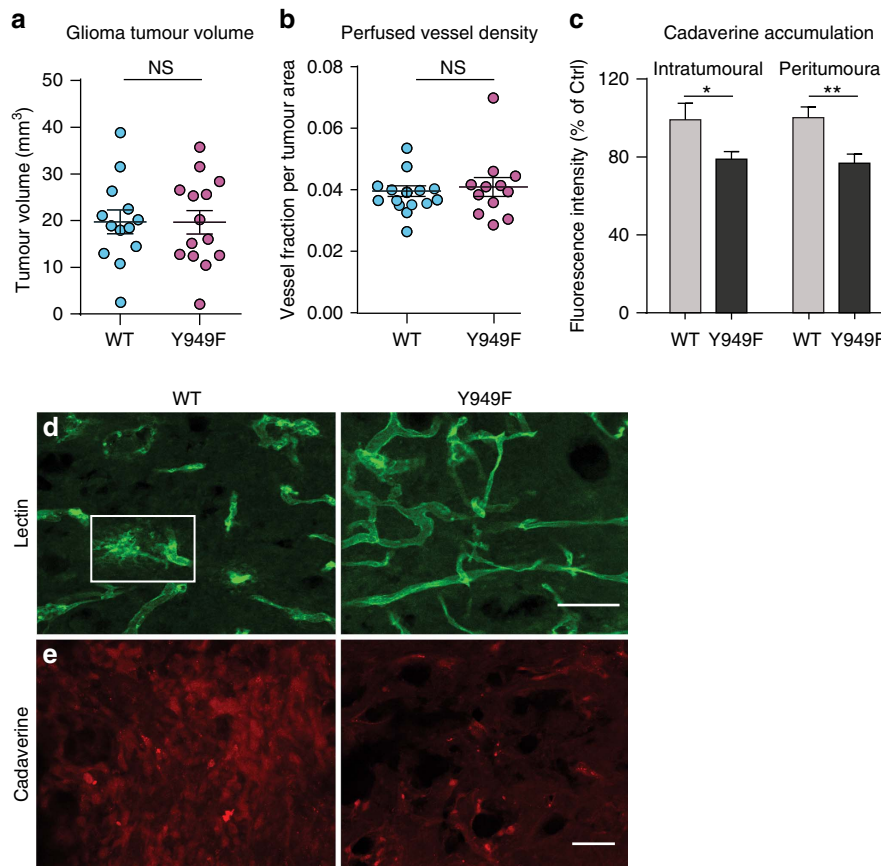 a
Glioma tumour volume
NS
50
40
30
20
10
0
Tumour volume (mm³)
WT
Y949F
b
Perfused vessel density
NS
0.08
0.06
0.04
0.02
0.00
Vessel fraction per tumour area
WT
Y949F
c
Cadaverine accumulation
Intratumoural
Peritumoura
*
**
120
80
40
0
Fluorescence intensity (% of Ctrl)
WT Y949F
WT Y949F
WT
Y949F
d
Lectin
e
Cadaverine